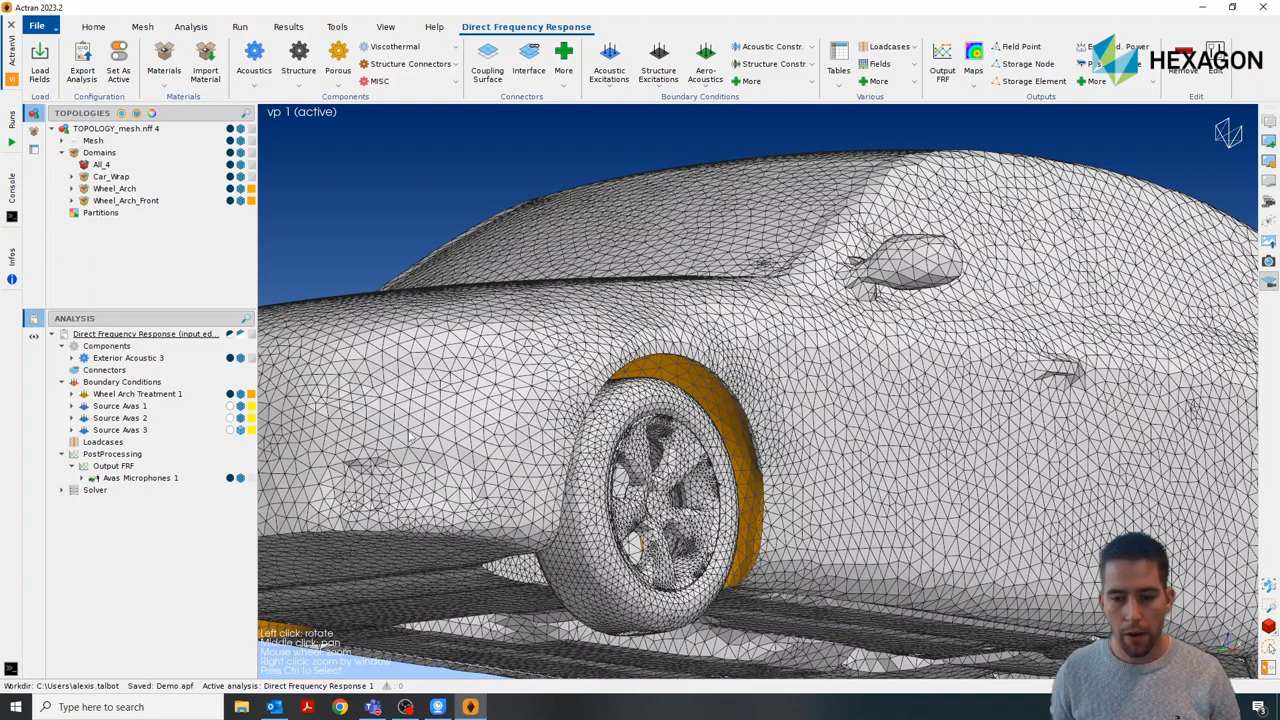 Actran 2023.2
File
Home
Mesh
Analysis
Run
Results
Tools
View
Help
Direct Frequency Response
ActranVI
Runs
Console
Infos
Load Fields
Load
Export Analysis
Set As Active
Configuration
Materials
Import Material
Materials
Acoustics
Structure
Porous
Viscothermal
Structure Connectors
MISC
Components
Coupling Surface
Interface
More
Connectors
Acoustic Excitations
Structure Excitations
Aero-Acoustics
Acoustic Constr.
Structure Constr.
More
Boundary Conditions
Tables
Loadcases
Fields
More
Various
Output FRF
Maps
Field Point
Storage Node
Storage Element
Power
More
Outputs
Edit
Edit
HEXAGON
TOPOLOGIES
TOPOLOGY_mesh.nff 4
Mesh
Domains
All_4
Car_Wrap
Wheel_Arch
Wheel_Arch_Front
Partitions
ANALYSIS
Direct Frequency Response (input.ed...
Components
Exterior Acoustic 3
Connectors
Boundary Conditions
Wheel Arch Treatment 1
Source Avas 1
Source Avas 2
Source Avas 3
Loadcases
PostProcessing
Output FRF
Avas Microphones 1
Solver
vp 1 (active)
Left click: rotate
Middle click: pan
Mouse wheel: zoom
Right click: zoom by window
Press Ctrl to Select
Workdir: C:\Users\alexis.talbot
Saved: Demo.apf
Active analysis: Direct Frequency Response 1
: 0
Type here to search